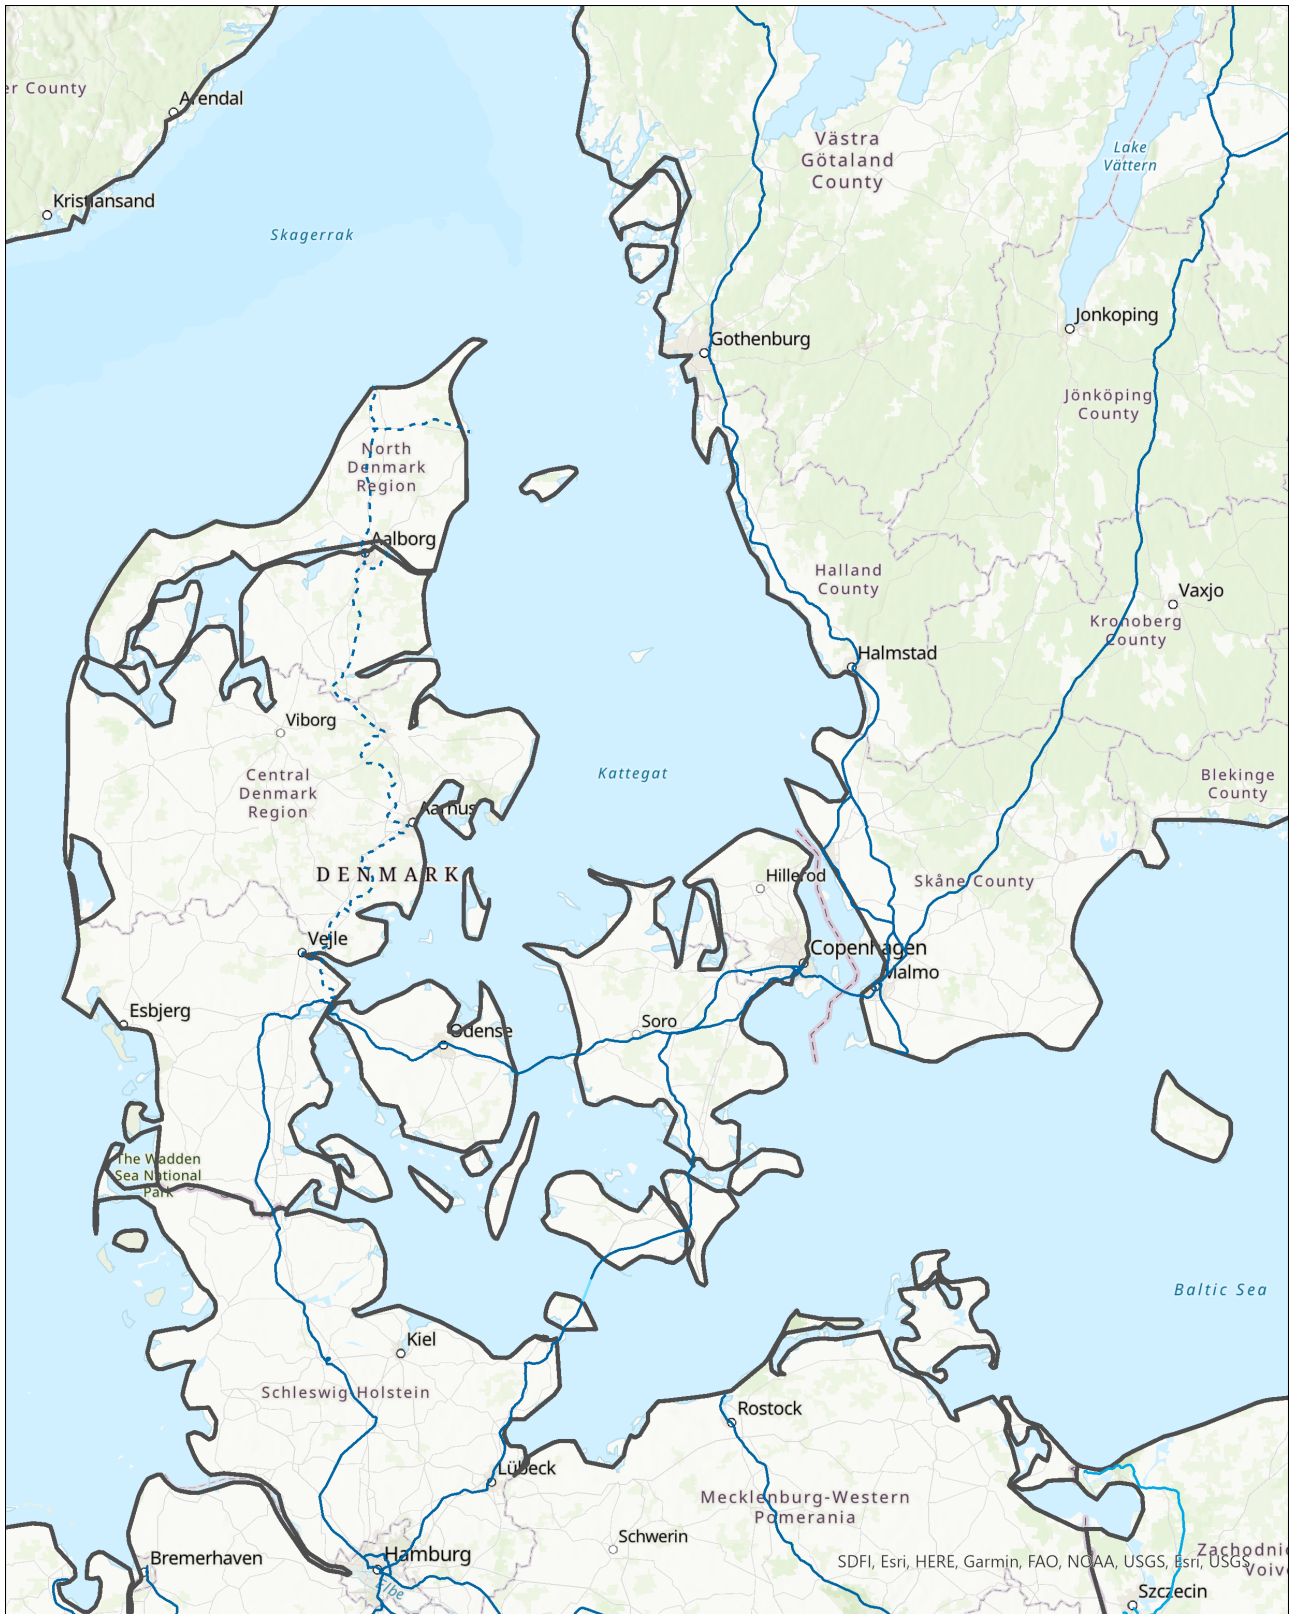 er County
Arendal
Kristiansand
Skagerrak
Västra
Götaland
County
Lake
Vättern
Jonkoping
Gothenburg
Jönköping
County
North
Denmark
Region
Aalborg
Halland
County
Vaxjo
Kronoberg
County
Halmstad
Viborg
Central
Denmark
Region
Kattegat
Blekinge
County
Aarhus
DENMARK
Hillerod
Skåne County
Vejle
Copenhagen
Malmo
Esbjerg
Soro
Odense
The Wadden
Sea National
Park
Baltic Sea
Kiel
Schleswig Holstein
Rostock
Lübeck
Mecklenburg-Western
Pomerania
Schwerin
Hamburg
Bremerhaven
Elbe
Zachodnio
Voivo
SDFI, Esri, HERE, Garmin, FAO, NOAA, USGS, Esri, USGS
Szczecin